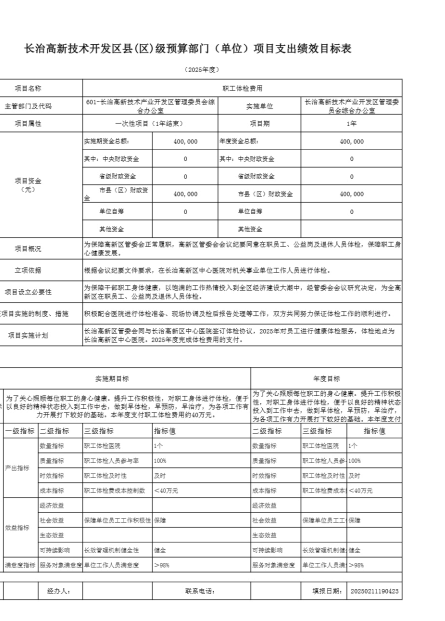 长治高新技术开发区县(区)级预算部门（单位）项目支出绩效目标表
（2025年度）
项目名称 职工体检费用
主管部门及代码 601-长治高新技术产业开发区管理委员会综合办公室 实施单位 长治高新技术产业开发区管理委员会综合办公室
项目属性 一次性项目（1年结束） 项目期 1年
项目资金（元）
实施期资金总额： 400,000 年度资金总额： 400,000
其中：中央财政资金 0 其中：中央财政资金 0
省级财政资金 0 省级财政资金 0
市县（区）财政资金 400,000 市县（区）财政资金 400,000
单位自筹 0 单位自筹 0
其他资金 其他资金
项目概况 为保障高新区管委会正常履职，高新区管委会会议纪要同意在职员工、公益岗及退休人员体检，保障职工身心健康发展。
立项依据 根据会议纪要文件要求，在长治高新区中心医院对机关事业单位工作人员进行体检。
项目设立必要性 为保障干部职工身体健康，以饱满的工作热情投入到全区经济建设大潮中，经管委会会议研究决定，为全高新区在职员工、公益岗及退休人员体检。
项目实施的制度、措施 积极配合医院进行体检准备、现场协调及检后报告处理等工作，双方共同努力保证体检工作的顺利进行。
项目实施计划 长治高新区管委会同与长治高新区中心医院签订体检协议，2025年对员工进行健康体检服务，体检地点为长治高新区中心医院，2025年度完成体检费用的支付。
实施期目标 年度目标
为了关心照顾每位职工的身心健康，提升工作积极性，对职工身体进行体检，便于以良好的精神状态投入到工作中去，做到早体检，早预防，早治疗，为各项工作有力开展打下较好的基础。本年度支付职工体检费用约40万元。
为了关心照顾每位职工的身心健康，提升工作积极性，对职工身体进行体检，便于以良好的精神状态投入到工作中去，做到早体检，早预防，早治疗，为各项工作有力开展打下较好的基础。本年度支付
一级指标 二级指标 三级指标 指标值 二级指标 三级指标 指标值
产出指标
数量指标 职工体检医院 1个 数量指标 职工体检医院 1个
质量指标 职工体检人员参与率 100% 质量指标 职工体检人员 100%
时效指标 职工体检及时性 及时 时效指标 职工体检及时性 及时
成本指标 职工体检费成本控制数 ＜40万元 成本指标 职工体检费成本 ＜40万元
效益指标
经济效益 经济效益
社会效益 保障单位员工工作积极性 保障 社会效益 保障单位员工 保障
生态效益 生态效益
可持续影响 长效管理机制健全性 健全 可持续影响 长效管理机制 健全
满意度指标 服务对象满意度 单位工作人员满意度 ＞98% 服务对象满意度 单位工作人员 ＞98%
经办人： 联系电话： 填报日期： 20250211190423